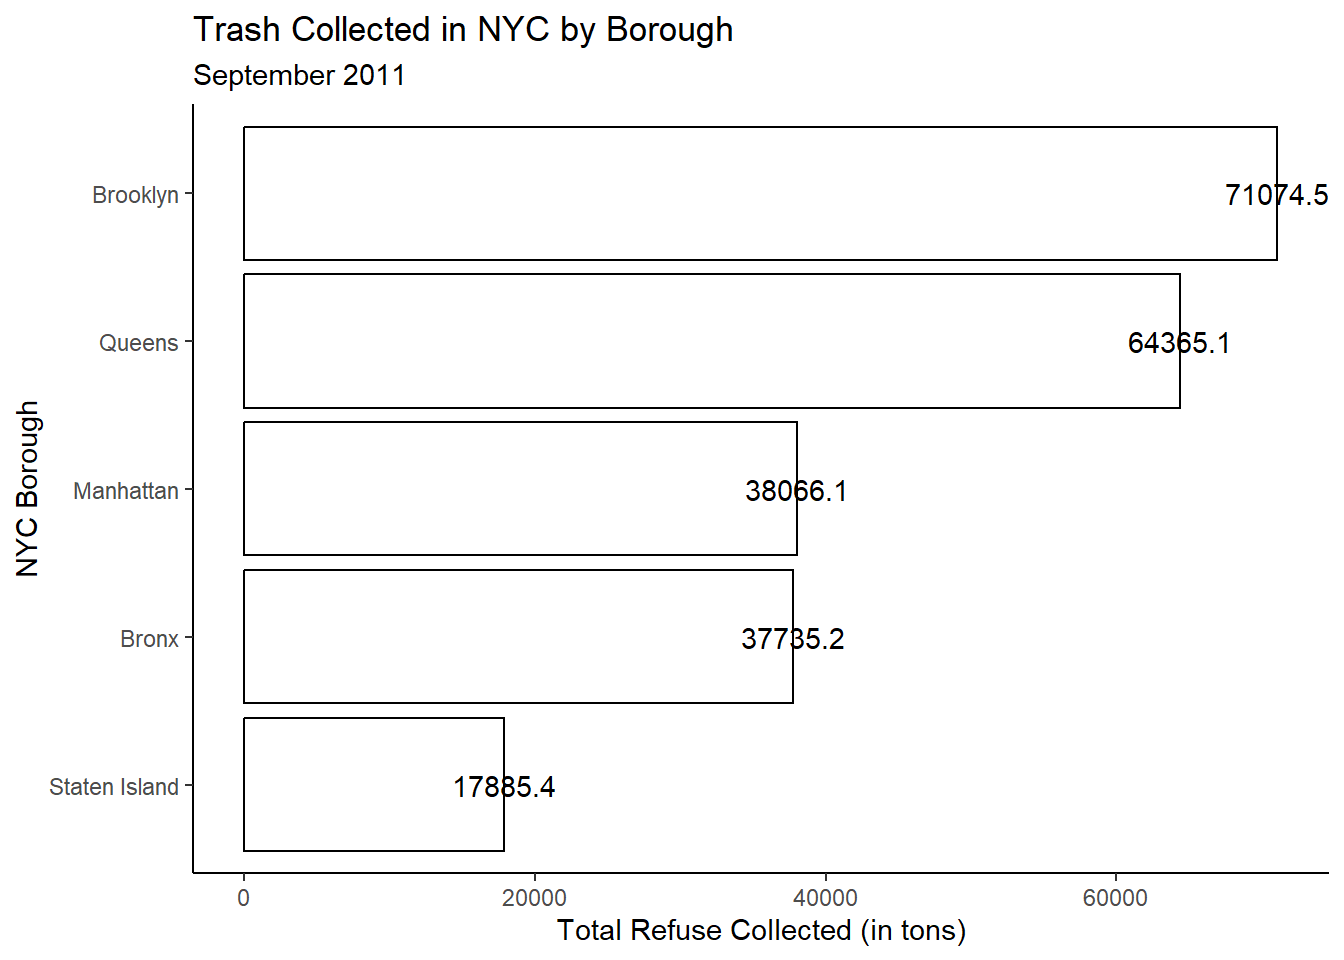 Trash Collected in NYC by Borough
September 2011
NYC Borough
Brooklyn
71074.5
Queens
64365.1
Manhattan
38066.1
Bronx
37735.2
Staten Island
17885.4
0 20000 40000 60000
Total Refuse Collected (in tons)